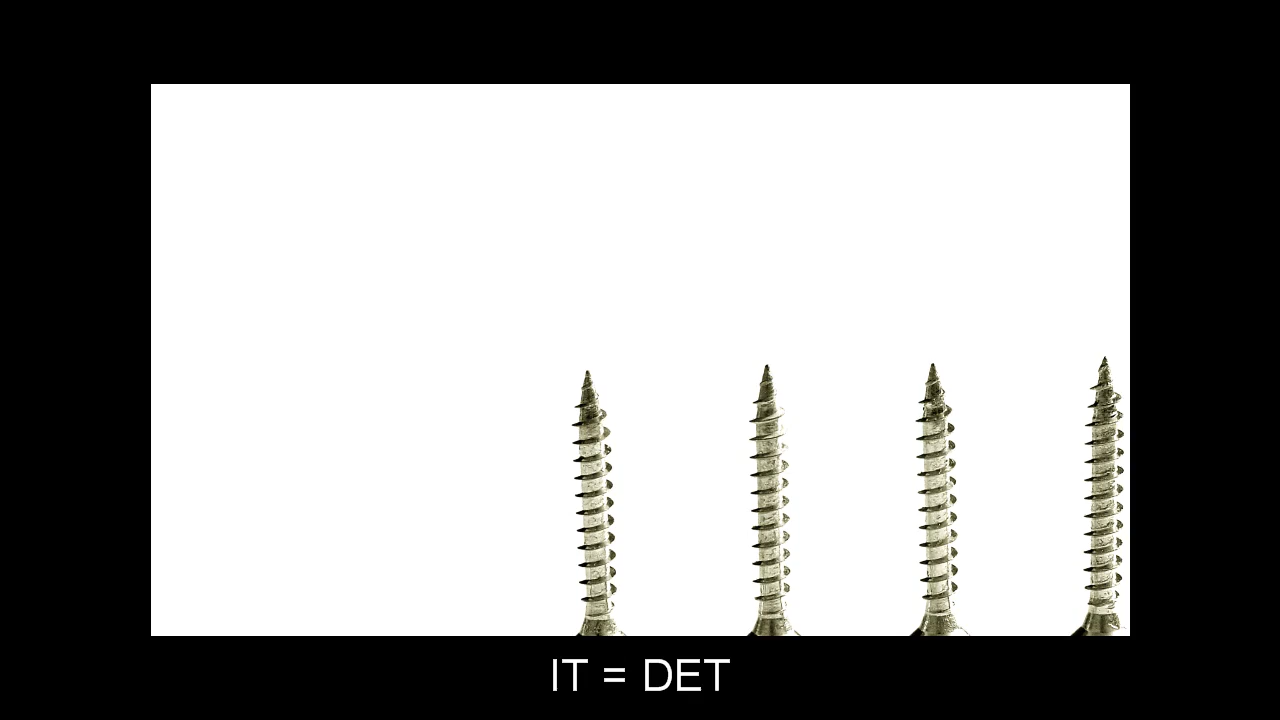 IT = DET